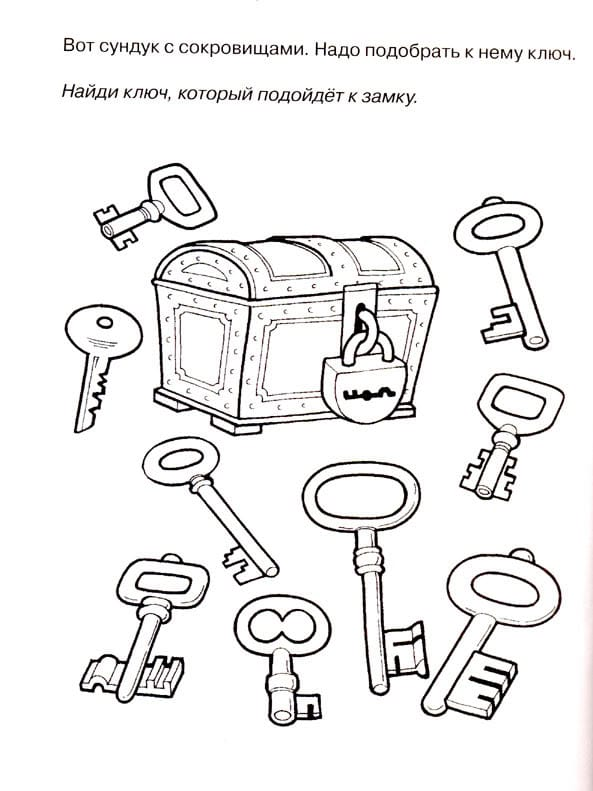 Вот сундук с сокровищами. Надо подобрать к нему ключ.
Найди ключ, который подойдёт к замку.